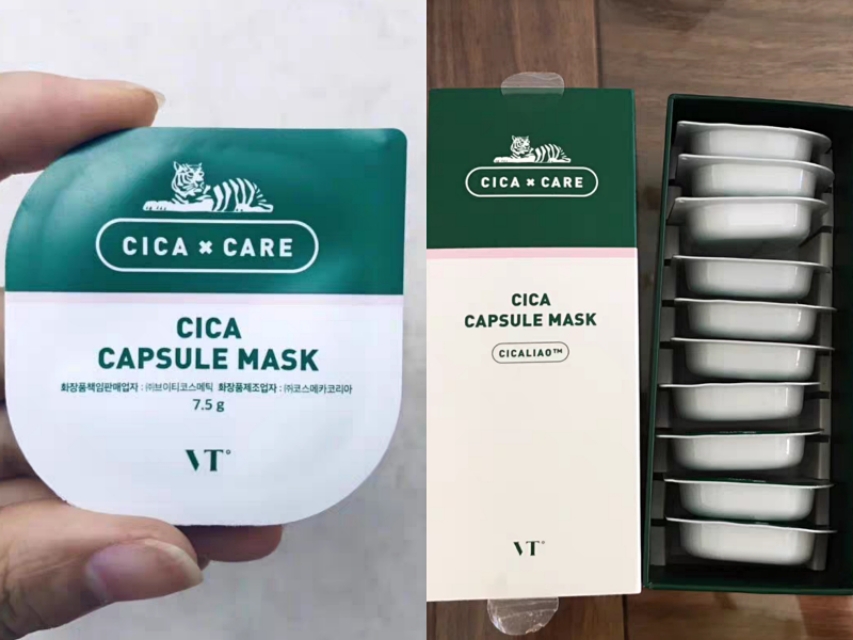 CICA × CARE
CICA
CAPSULE MASK
화장품책임판매업자 : ㈜브이티코스메틱 화장품제조업자 : ㈜코스메카코리아
7.5 g
VT°
CICA × CARE
CICA
CAPSULE MASK
CICALIAO™
VT°